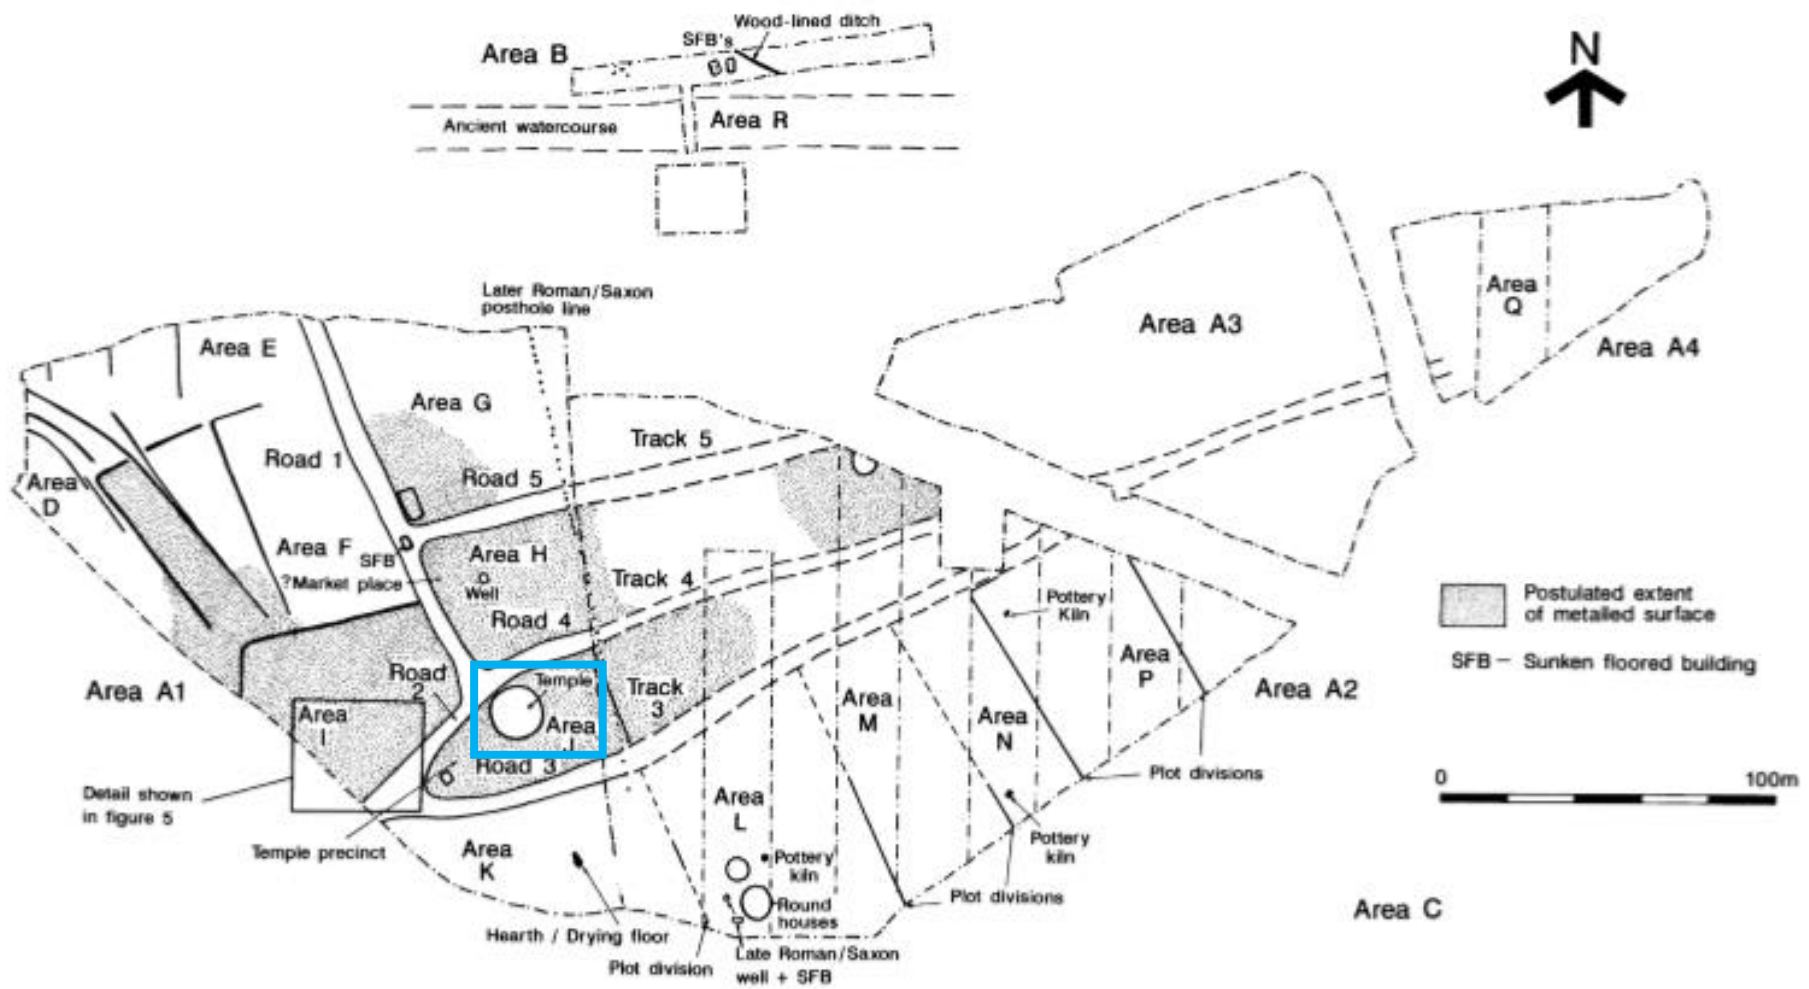 Wood-lined ditch
SFB's
Area B
N
Ancient watercourse
Area R
Later Roman/Saxon
posthole line
Area E
Area A3
Area
Q
Area A4
Area G
Track 5
Road 1
Road 5
Area
D
Area F
SFB
?Market place
Area H
Well
Track 4
Road 4
Pottery
Kiln
Postulated extent
of metalled surface
SFB – Sunken floored building
Area
P
Area A1
Road
2
Temple
Track
3
Area A2
Area
I
Area
J
Area
M
Area
N
Road 3
Plot divisions
0 100m
Detail shown
in figure 5
Area
L
Temple precinct
Area
K
Pottery
kiln
Pottery
kiln
Round
houses
Plot divisions
Area C
Hearth / Drying floor
Plot division
Late Roman/Saxon
well + SFB